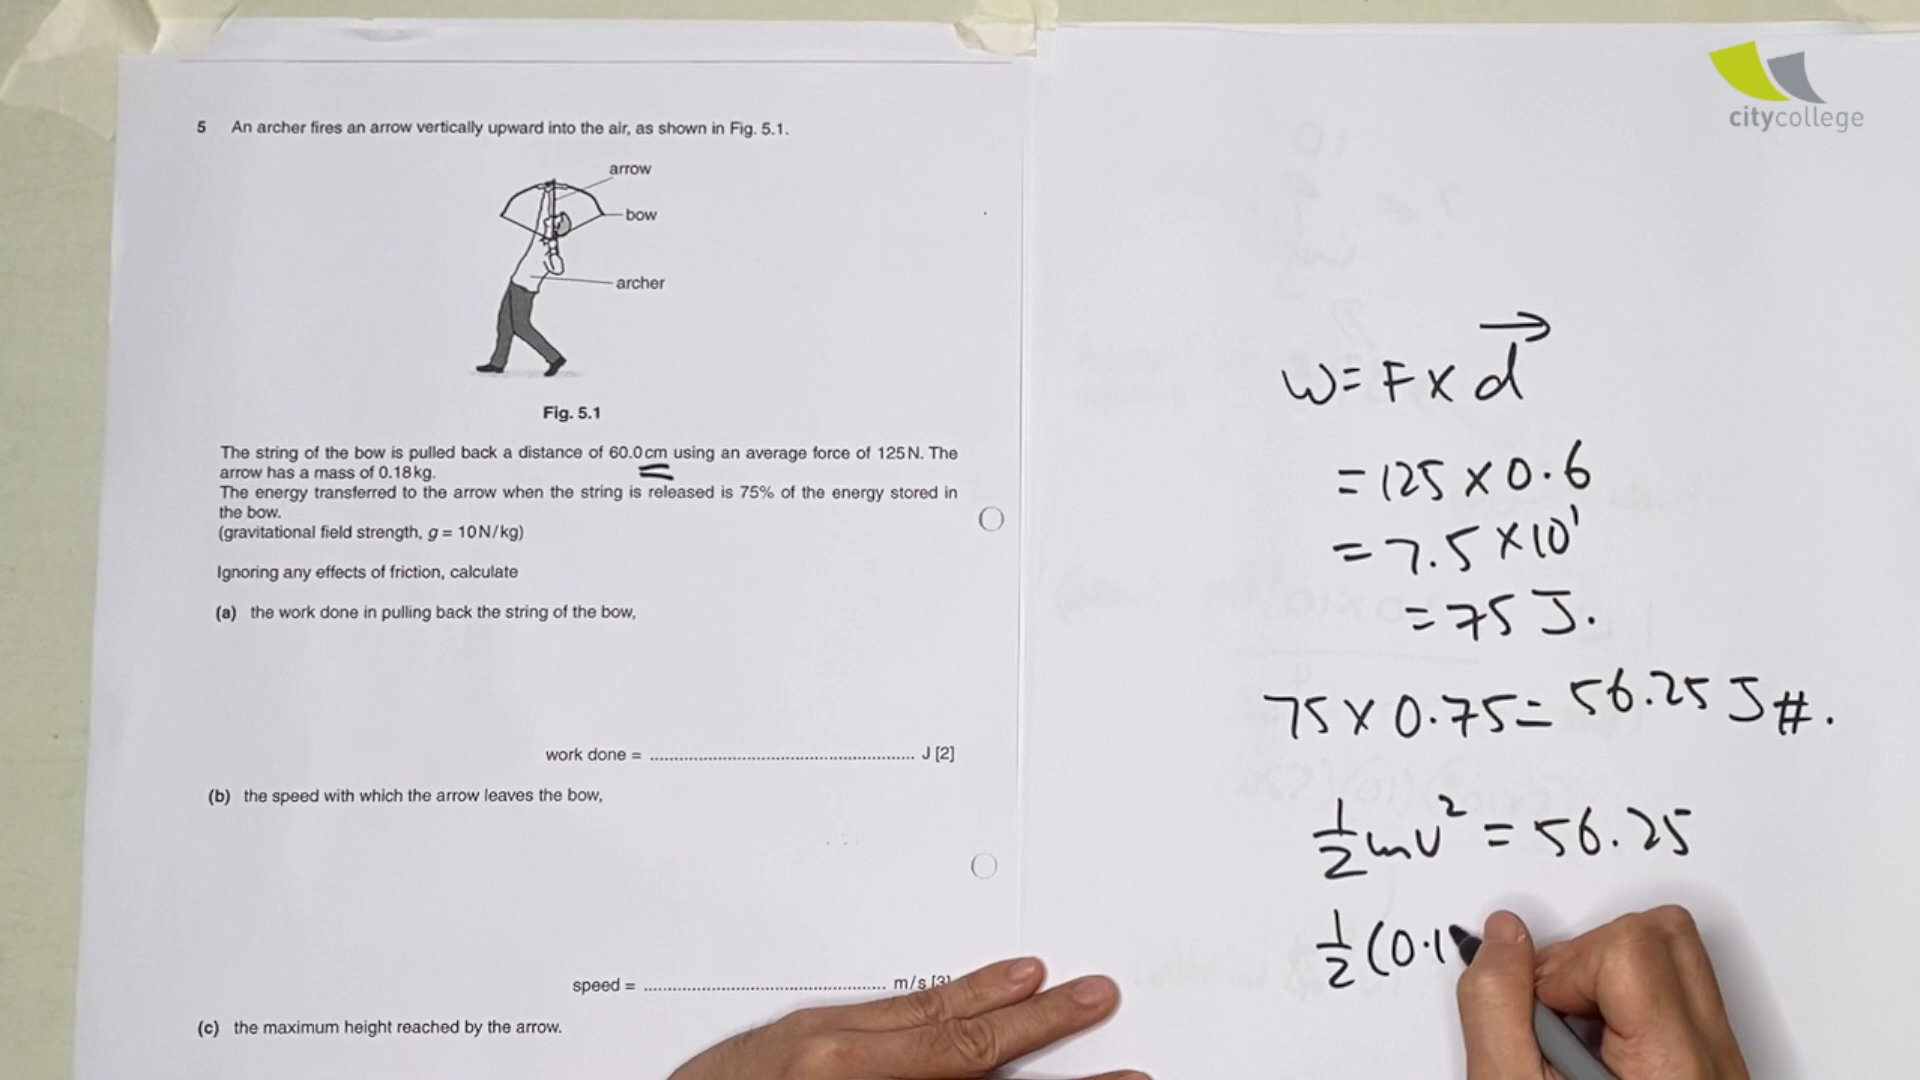 citycollege
5 An archer fires an arrow vertically upward into the air, as shown in Fig. 5.1.
arrow
bow
archer
Fig. 5.1
The string of the bow is pulled back a distance of 60.0cm using an average force of 125N. The
arrow has a mass of 0.18kg.
The energy transferred to the arrow when the string is released is 75% of the energy stored in
the bow.
(gravitational field strength, g = 10N/kg)
Ignoring any effects of friction, calculate
(a) the work done in pulling back the string of the bow,
work done = ........................................................ J [2]
(b) the speed with which the arrow leaves the bow,
speed = ................................................... m/s [3]
(c) the maximum height reached by the arrow.
W = F × d→
= 125 × 0.6
= 7.5 × 10¹
= 75 J.
75 × 0.75 = 56.25 J #.
½mv² = 56.25
½(0.1